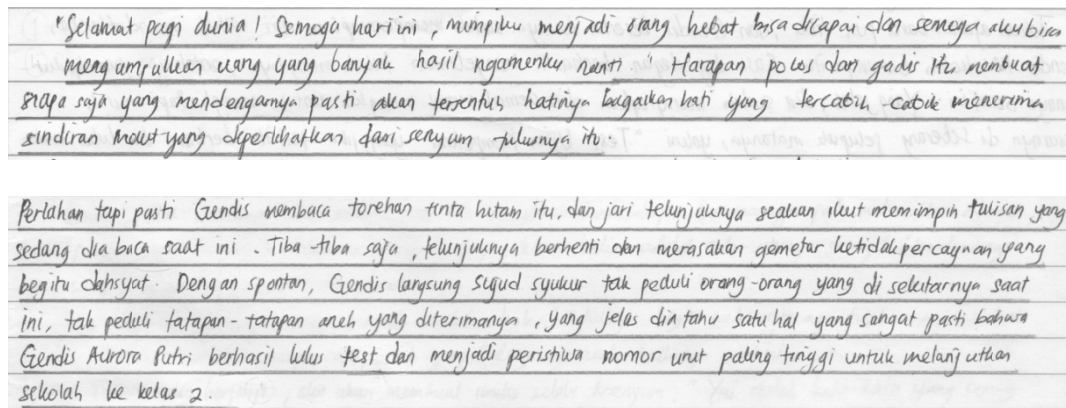 "Selamat pagi dunia! Semoga hari ini, mimpiku menjadi orang hebat bisa dicapai dan semoga aku bisa
mengumpulkan uang yang banyak hasil ngamenku nanti." Harapan polos dari gadis itu membuat
siapa saja yang mendengarnya pasti akan tersentuh hatinya bagaikan hati yang tercabik-cabik menerima
sindiran maut yang diperlihatkan dari senyum tulusnya itu
Perlahan tapi pasti Gendis membaca torehan tinta hitam itu, dan jari telunjuknya seakan ikut memimpin tulisan yang
sedang dia baca saat ini. Tiba-tiba saja, telunjuknya berhenti dan merasakan gemetar ketidakpercayaan yang
begitu dahsyat. Dengan spontan, Gendis langsung sujud syukur tak peduli orang-orang yang di sekitarnya saat
ini, tak peduli tatapan-tatapan aneh yang diterimanya, yang jelas dia tahu satu hal yang sangat pasti bahwa
Gendis Aurora Putri berhasil lulus test dan menjadi peristiwa nomor urut paling tinggi untuk melanjutkan
sekolah ke kelas 2.